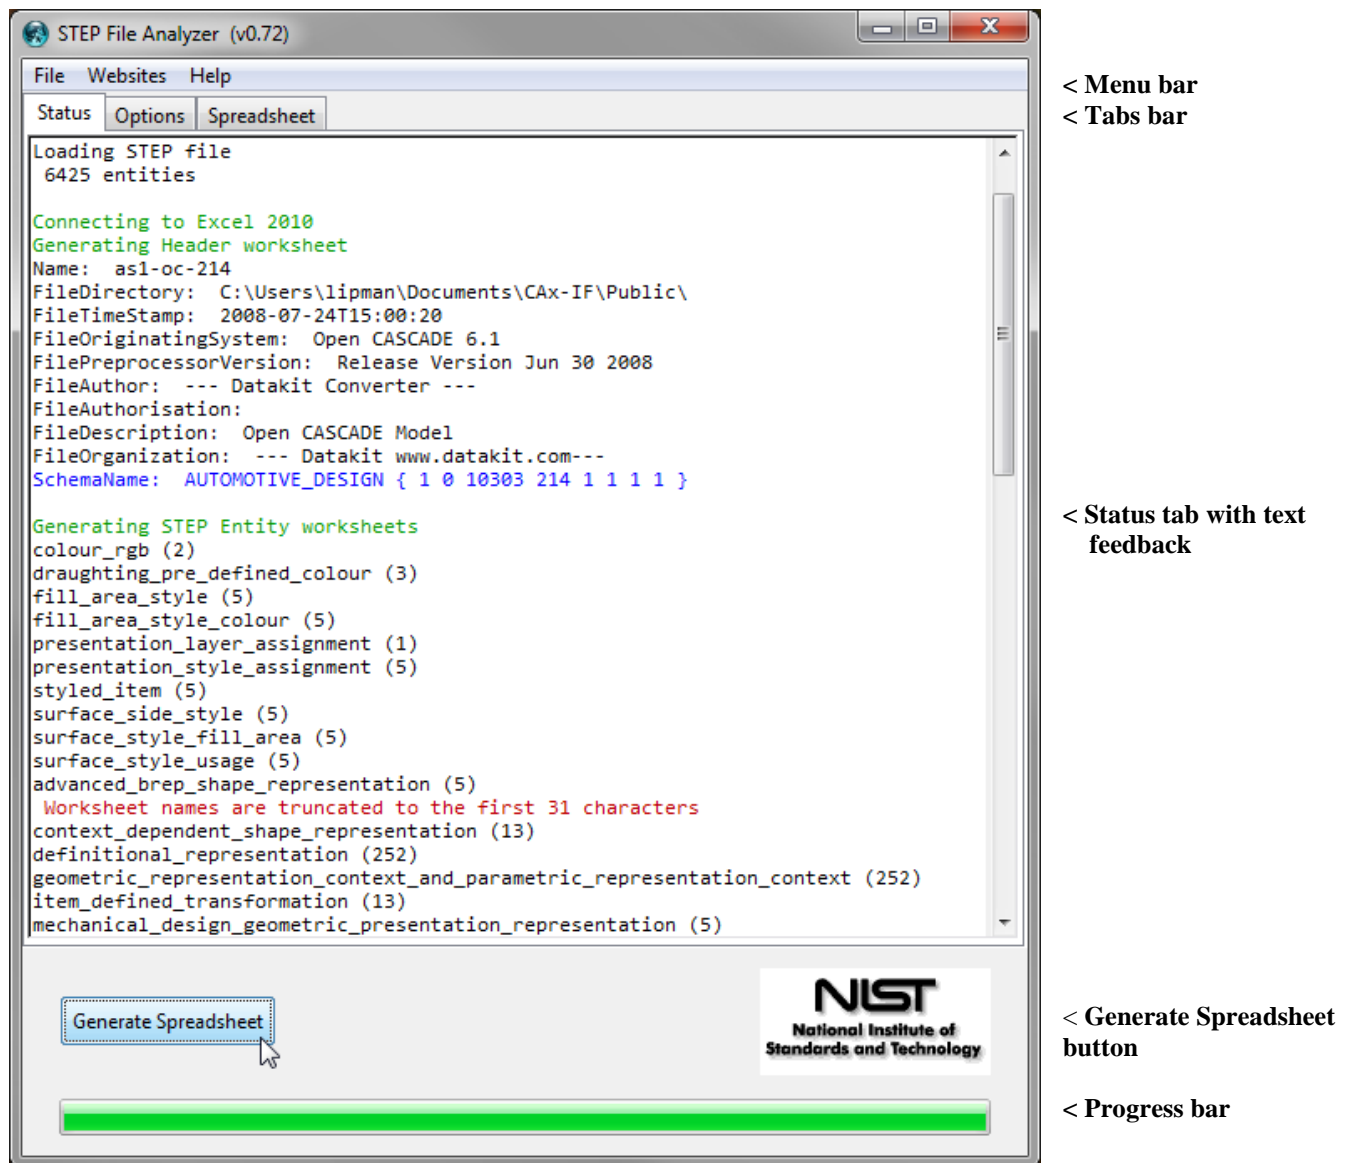 STEP File Analyzer (v0.72)
File Websites Help
< Menu bar
Status Options Spreadsheet
< Tabs bar
Loading STEP file
6425 entities
Connecting to Excel 2010
Generating Header worksheet
Name: as1-oc-214
FileDirectory: C:\Users\lipman\Documents\CAx-IF\Public\
FileTimeStamp: 2008-07-24T15:00:20
FileOriginatingSystem: Open CASCADE 6.1
FilePreprocessorVersion: Release Version Jun 30 2008
FileAuthor: --- Datakit Converter ---
FileAuthorisation:
FileDescription: Open CASCADE Model
FileOrganization: --- Datakit www.datakit.com---
SchemaName: AUTOMOTIVE_DESIGN { 1 0 10303 214 1 1 1 1 }
Generating STEP Entity worksheets
colour_rgb (2)
draughting_pre_defined_colour (3)
fill_area_style (5)
fill_area_style_colour (5)
presentation_layer_assignment (1)
presentation_style_assignment (5)
styled_item (5)
surface_side_style (5)
surface_style_fill_area (5)
surface_style_usage (5)
advanced_brep_shape_representation (5)
Worksheet names are truncated to the first 31 characters
context_dependent_shape_representation (13)
definitional_representation (252)
geometric_representation_context_and_parametric_representation_context (252)
item_defined_transformation (13)
mechanical_design_geometric_presentation_representation (5)
< Status tab with text
feedback
Generate Spreadsheet
NIST
National Institute of
Standards and Technology
< Generate Spreadsheet
button
< Progress bar